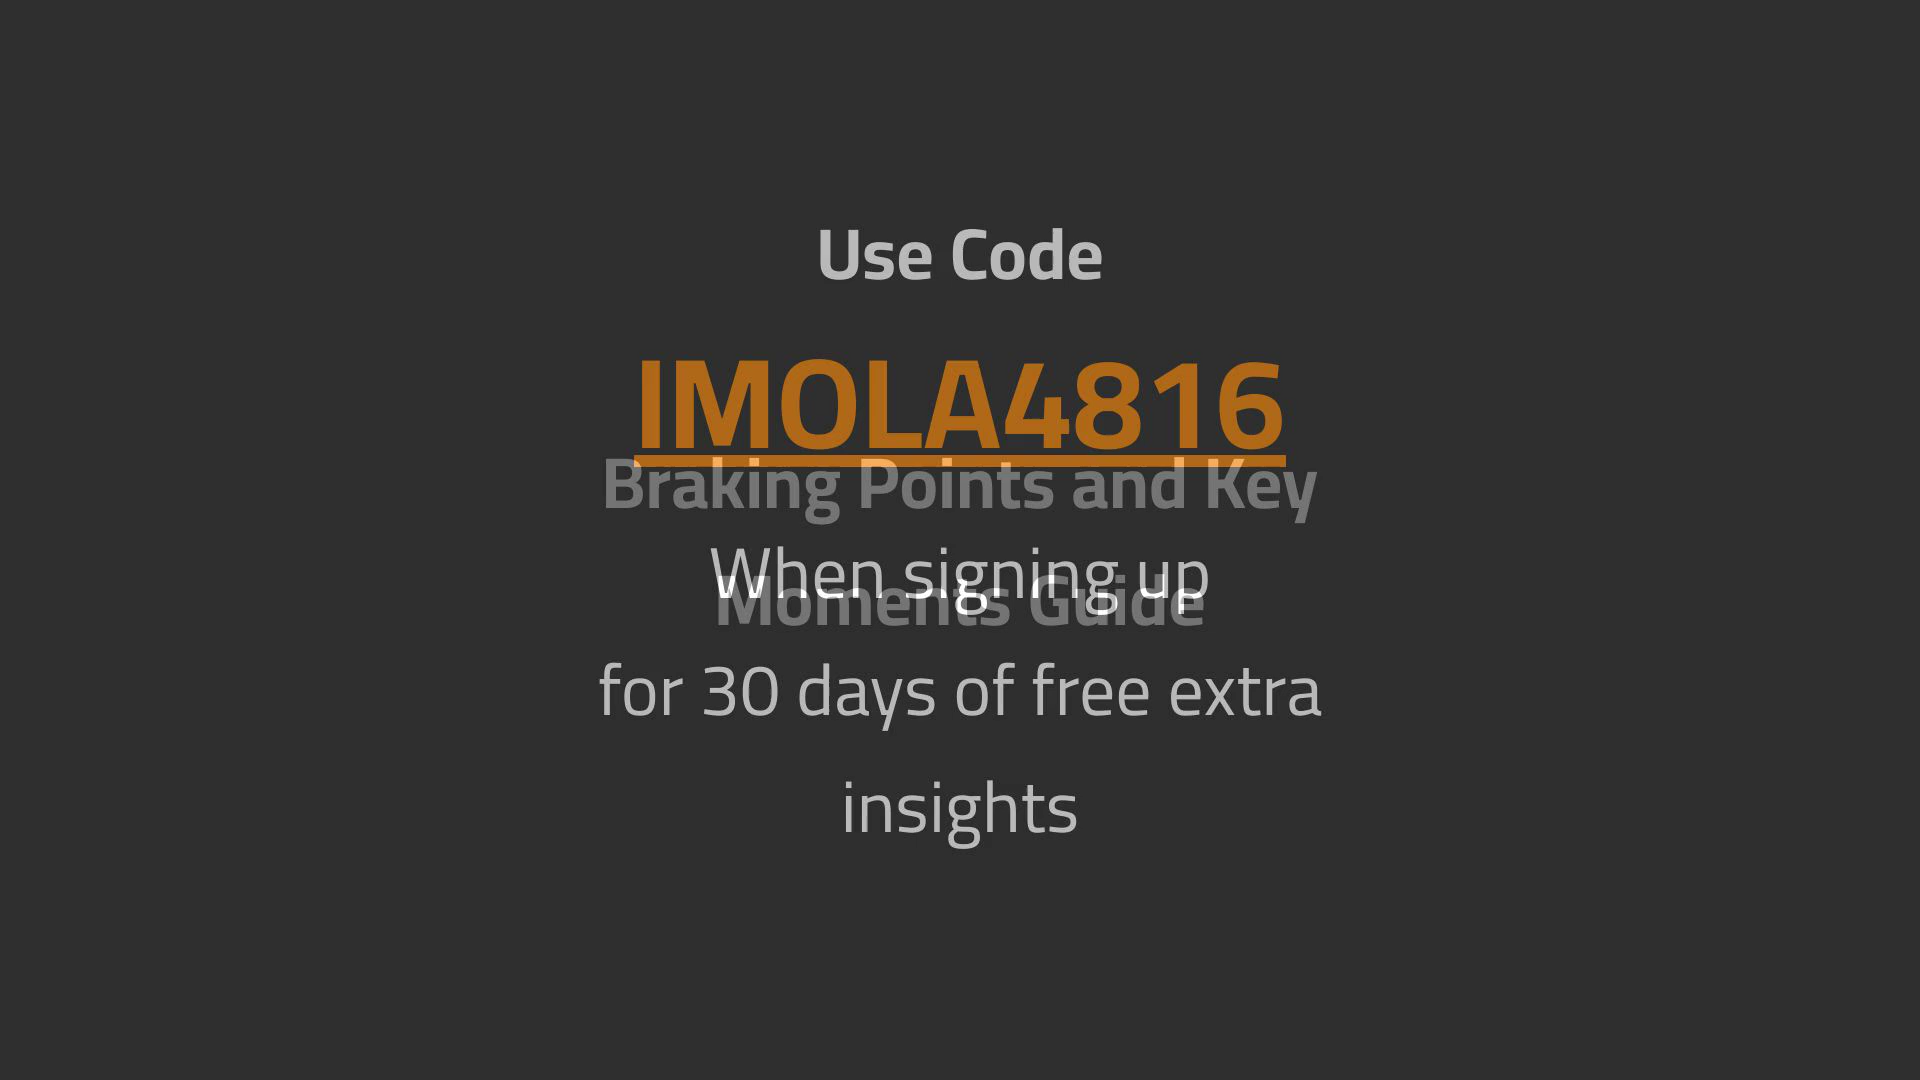 Use Code
IMOLA4816
Braking Points and Key
When signing up
Moments Guide
for 30 days of free extra
insights